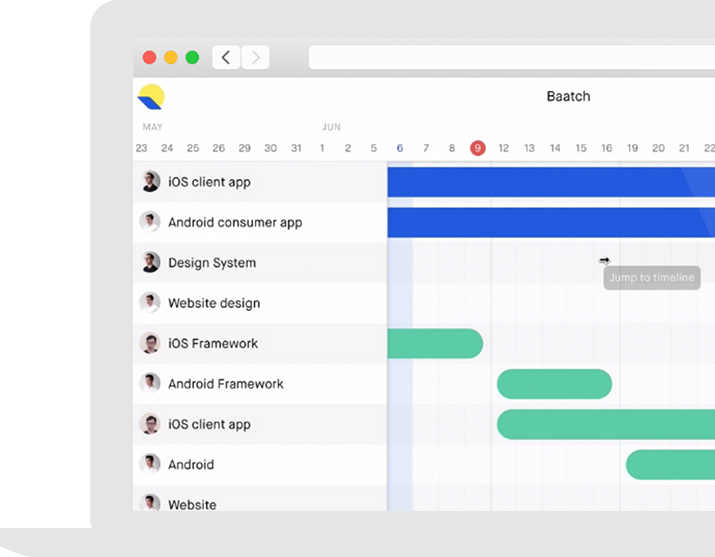 Baatch
MAY JUN
23 24 25 26 29 30 31 1 2 5 6 7 8 9 12 13 14 15 16 19 20 21 22
iOS client app
Android consumer app
Design System
Jump to timeline
Website design
iOS Framework
Android Framework
iOS client app
Android
Website